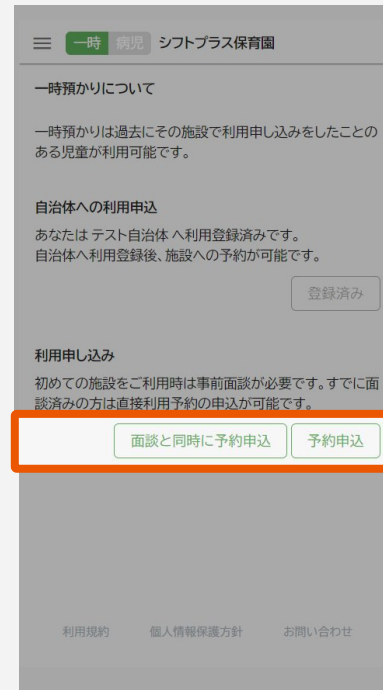 一時 病児 シフトプラス保育園
一時預かりについて
一時預かりは過去にその施設で利用申し込みをしたことの
ある児童が利用可能です。
自治体への利用申込
あなたは テスト自治体 へ利用登録済みです。
自治体へ利用登録後、施設への予約が可能です。
登録済み
利用申し込み
初めての施設をご利用時は事前面談が必要です。すでに面
談済みの方は直接利用予約の申込が可能です。
面談と同時に予約申込 予約申込
利用規約 個人情報保護方針 お問い合わせ